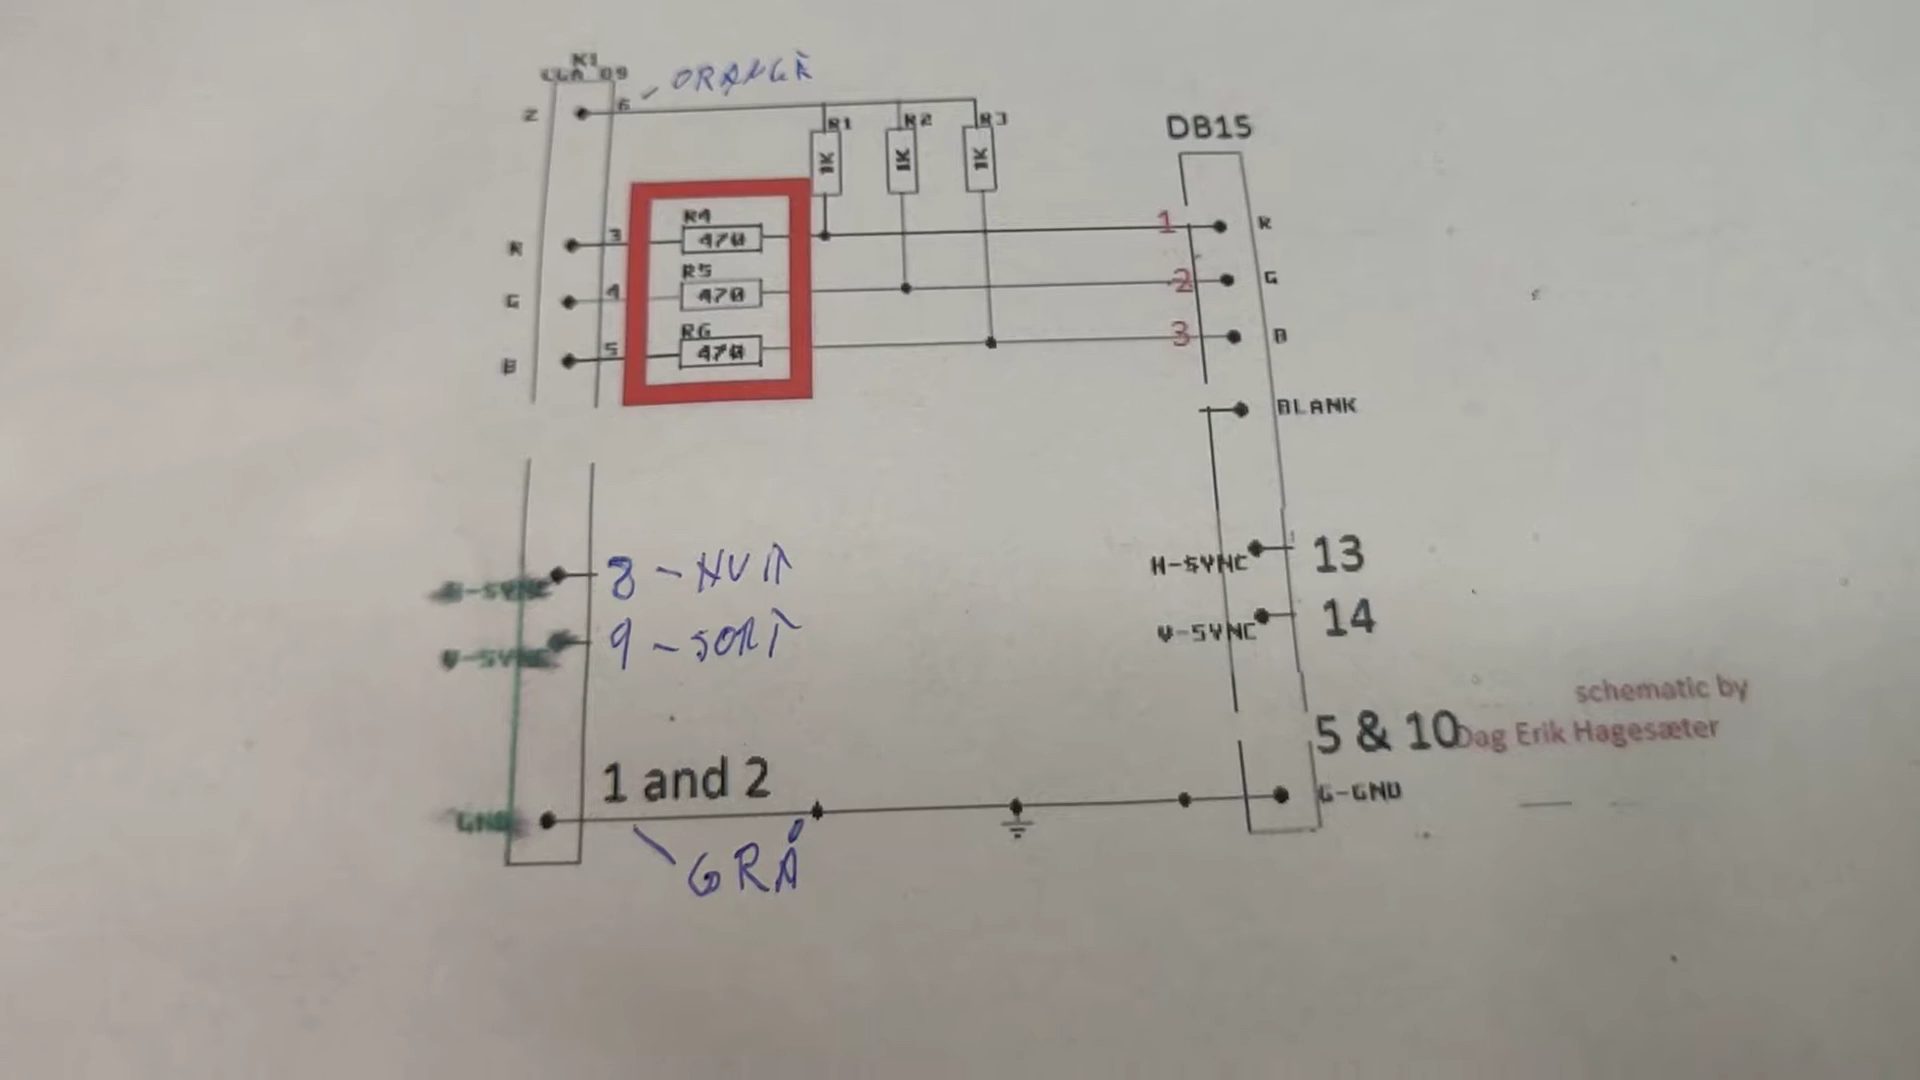 K1
CGA 09
6 - ORANGE
DB15
Z
R1
R2
R3
1K
1K
1K
R4
R
3
470
1
R
R5
G
4
470
2
G
R6
B
5
470
3
B
BLANK
H-SYNC
8 - HVIT
H-SYNC
13
V-SYNC
9 - SORT
V-SYNC
14
schematic by
5 & 10
Dag Erik Hagesæter
1 and 2
GND
G-GND
GRÅ